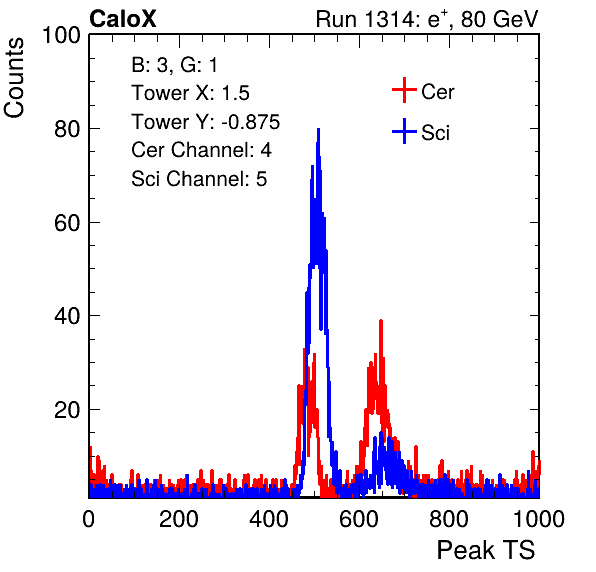 CaloX Run 1314: e⁺, 80 GeV
Counts
100
80
60
40
20
B: 3, G: 1
Tower X: 1.5
Tower Y: -0.875
Cer Channel: 4
Sci Channel: 5
Cer
Sci
0 200 400 600 800 1000
Peak TS